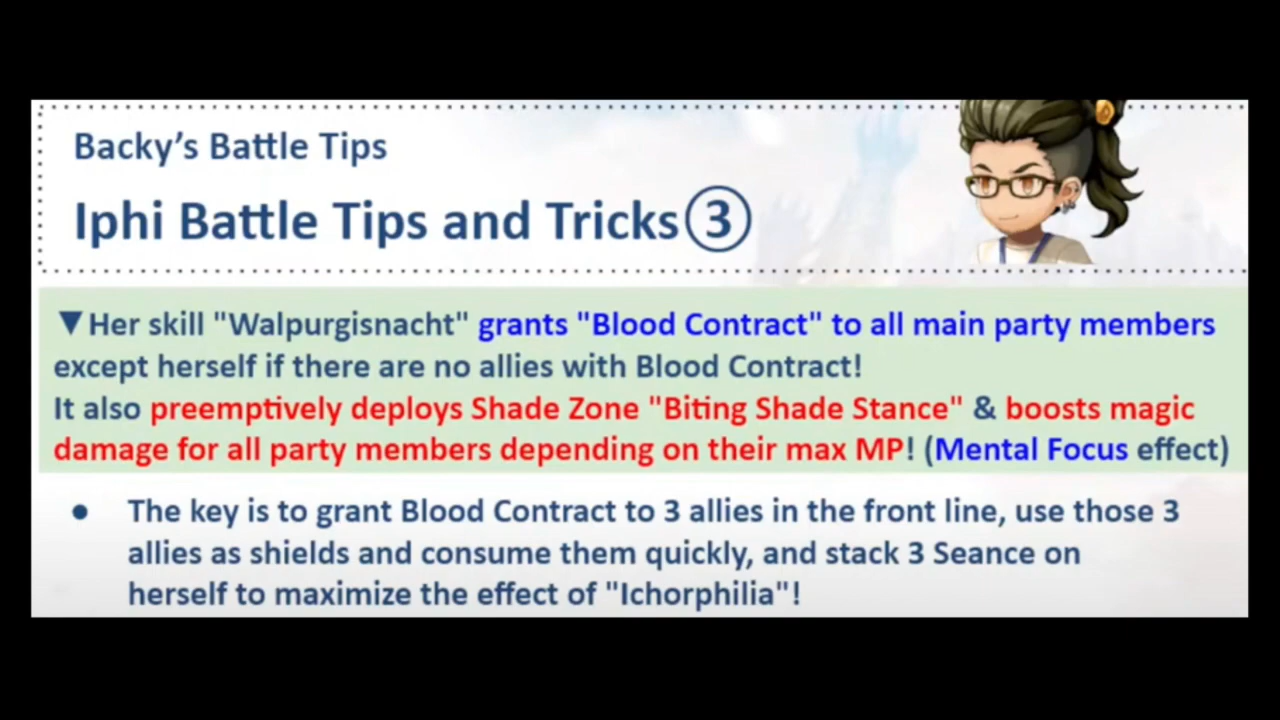 Backy’s Battle Tips
Iphi Battle Tips and Tricks③
▼Her skill "Walpurgisnacht" grants "Blood Contract" to all main party members
except herself if there are no allies with Blood Contract!
It also preemptively deploys Shade Zone "Biting Shade Stance" & boosts magic
damage for all party members depending on their max MP! (Mental Focus effect)
● The key is to grant Blood Contract to 3 allies in the front line, use those 3
allies as shields and consume them quickly, and stack 3 Seance on
herself to maximize the effect of "Ichorphilia"!